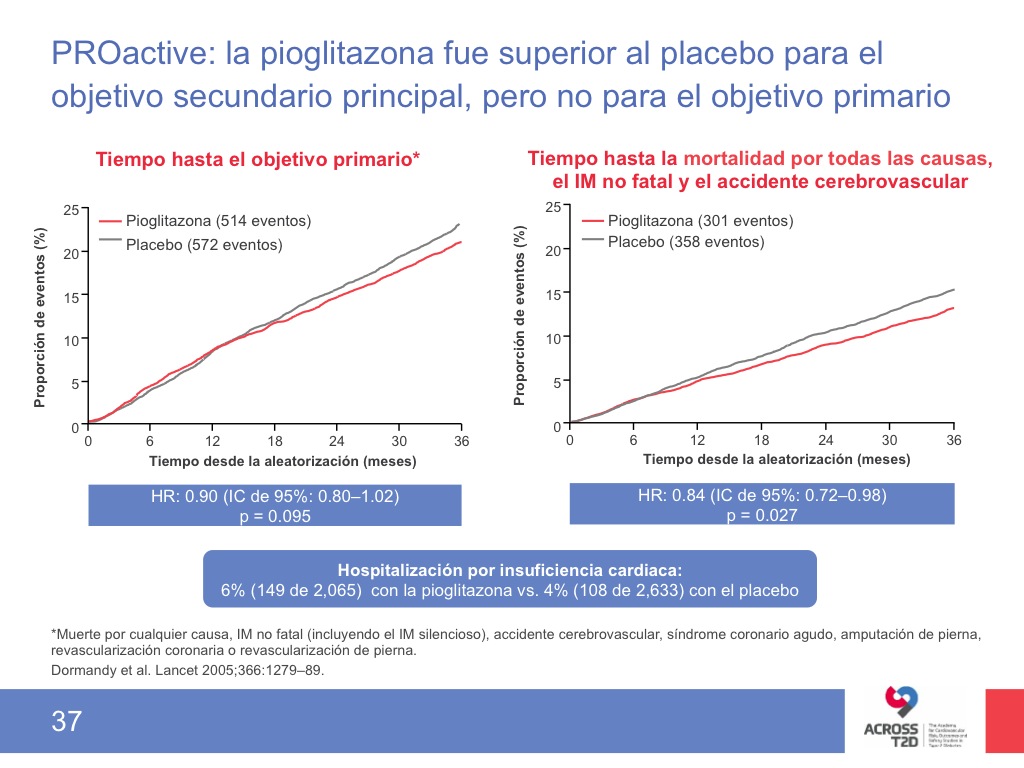 PROactive: la pioglitazona fue superior al placebo para el
objetivo secundario principal, pero no para el objetivo primario
Tiempo hasta el objetivo primario*
25
20
15
10
5
0
Proporción de eventos (%)
Pioglitazona (514 eventos)
Placebo (572 eventos)
0 6 12 18 24 30 36
Tiempo desde la aleatorización (meses)
HR: 0.90 (IC de 95%: 0.80–1.02)
p = 0.095
Tiempo hasta la mortalidad por todas las causas,
el IM no fatal y el accidente cerebrovascular
25
20
15
10
5
0
Proporción de eventos (%)
Pioglitazona (301 eventos)
Placebo (358 eventos)
0 6 12 18 24 30 36
Tiempo desde la aleatorización (meses)
HR: 0.84 (IC de 95%: 0.72–0.98)
p = 0.027
Hospitalización por insuficiencia cardiaca:
6% (149 de 2,065) con la pioglitazona vs. 4% (108 de 2,633) con el placebo
*Muerte por cualquier causa, IM no fatal (incluyendo el IM silencioso), accidente cerebrovascular, síndrome coronario agudo, amputación de pierna,
revascularización coronaria o revascularización de pierna.
Dormandy et al. Lancet 2005;366:1279–89.
37
ACROSS
T2D
The Academy
for Cardiovascular
Risk, Outcomes and
Safety Studies in
Type 2 Diabetes